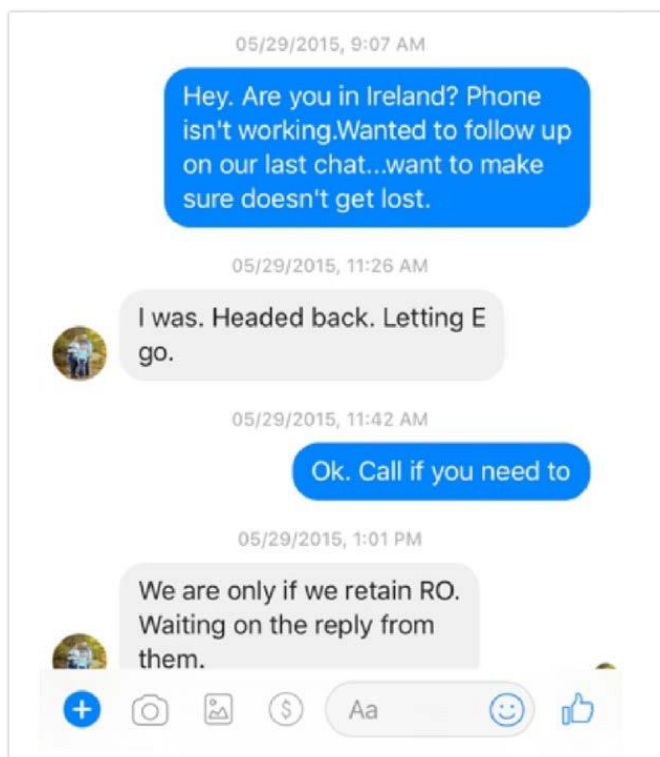 05/29/2015, 9:07 AM
Hey. Are you in Ireland? Phone
isn't working.Wanted to follow up
on our last chat...want to make
sure doesn't get lost.
05/29/2015, 11:26 AM
I was. Headed back. Letting E
go.
05/29/2015, 11:42 AM
Ok. Call if you need to
05/29/2015, 1:01 PM
We are only if we retain RO.
Waiting on the reply from
them.
$
Aa